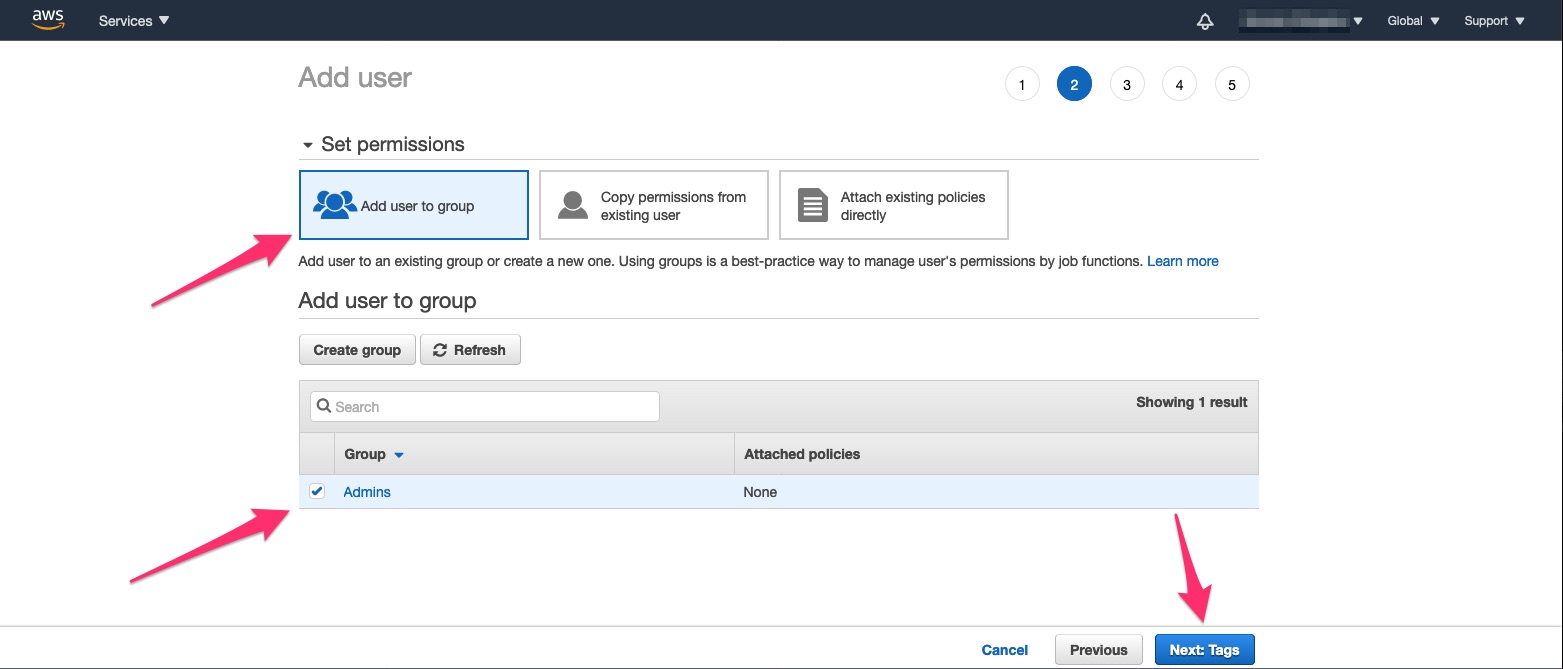 aws Services Global Support
Add user 1 2 3 4 5
Set permissions
Add user to group
Copy permissions from
existing user
Attach existing policies
directly
Add user to an existing group or create a new one. Using groups is a best-practice way to manage user's permissions by job functions. Learn more
Add user to group
Create group Refresh
Search Showing 1 result
Group Attached policies
Admins None
Cancel Previous Next: Tags